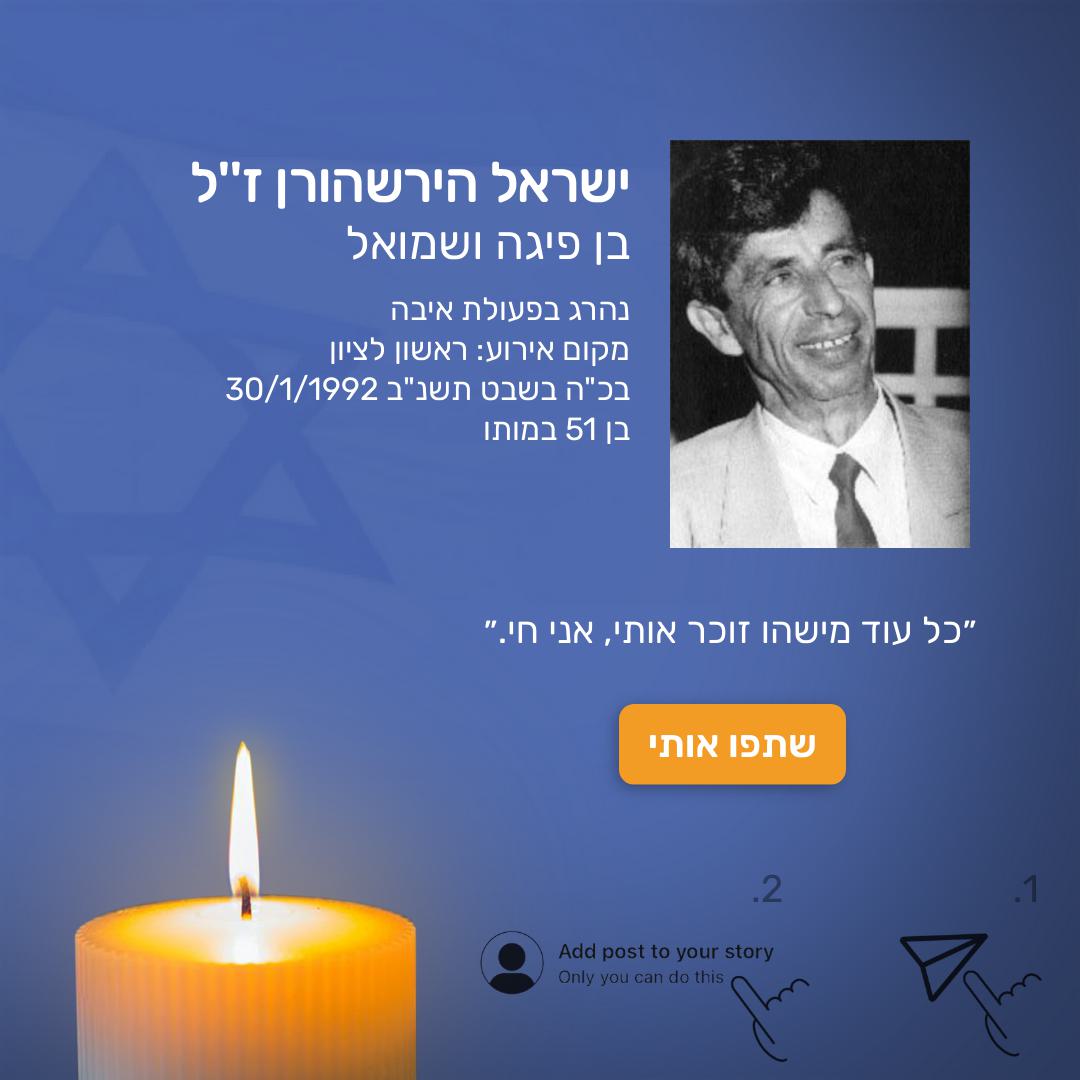 ישראל הירשהורן ז"ל
בן פיגה ושמואל
נהרג בפעולת איבה
מקום אירוע: ראשון לציון
בכ"ה בשבט תשנ"ב 30/1/1992
בן 51 במותו
״כל עוד מישהו זוכר אותי, אני חי.״
שתפו אותי
1.
2.
Add post to your story
Only you can do this